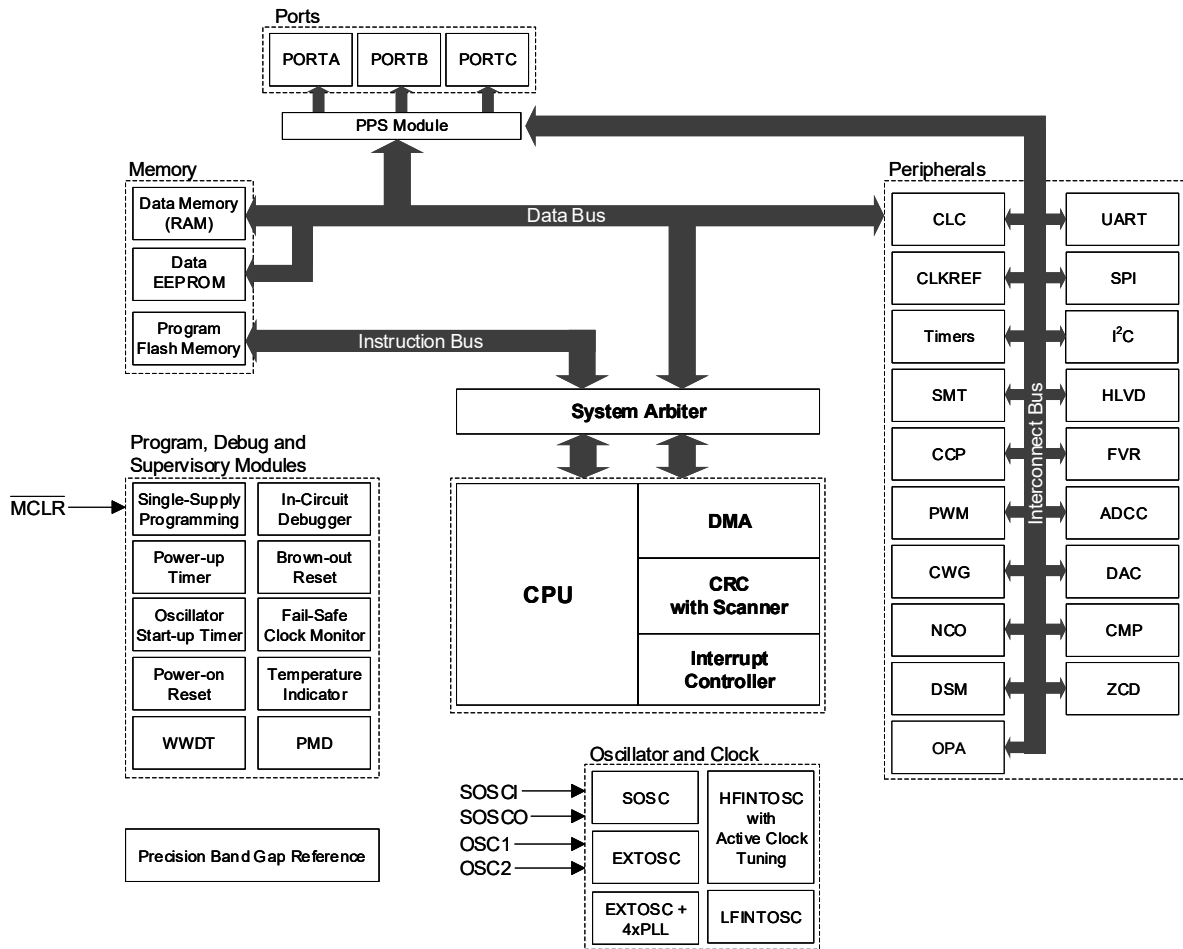 Ports
PORTA
PORTB
PORTC
PPS Module
Memory
Data Memory
(RAM)
Data
EEPROM
Program
Flash Memory
Data Bus
Instruction Bus
System Arbiter
CPU
DMA
CRC
with Scanner
Interrupt
Controller
Peripherals
CLC
UART
CLKREF
SPI
Timers
I²C
SMT
HLVD
CCP
FVR
PWM
ADCC
CWG
DAC
NCO
CMP
DSM
ZCD
OPA
Interconnect Bus
Program, Debug and
Supervisory Modules
MCLR
Single-Supply
Programming
In-Circuit
Debugger
Power-up
Timer
Brown-out
Reset
Oscillator
Start-up Timer
Fail-Safe
Clock Monitor
Power-on
Reset
Temperature
Indicator
WWDT
PMD
Precision Band Gap Reference
Oscillator and Clock
SOSCI
SOSCO
OSC1
OSC2
SOSC
HFINTOSC
with
Active Clock
Tuning
EXTOSC
EXTOSC +
4xPLL
LFINTOSC